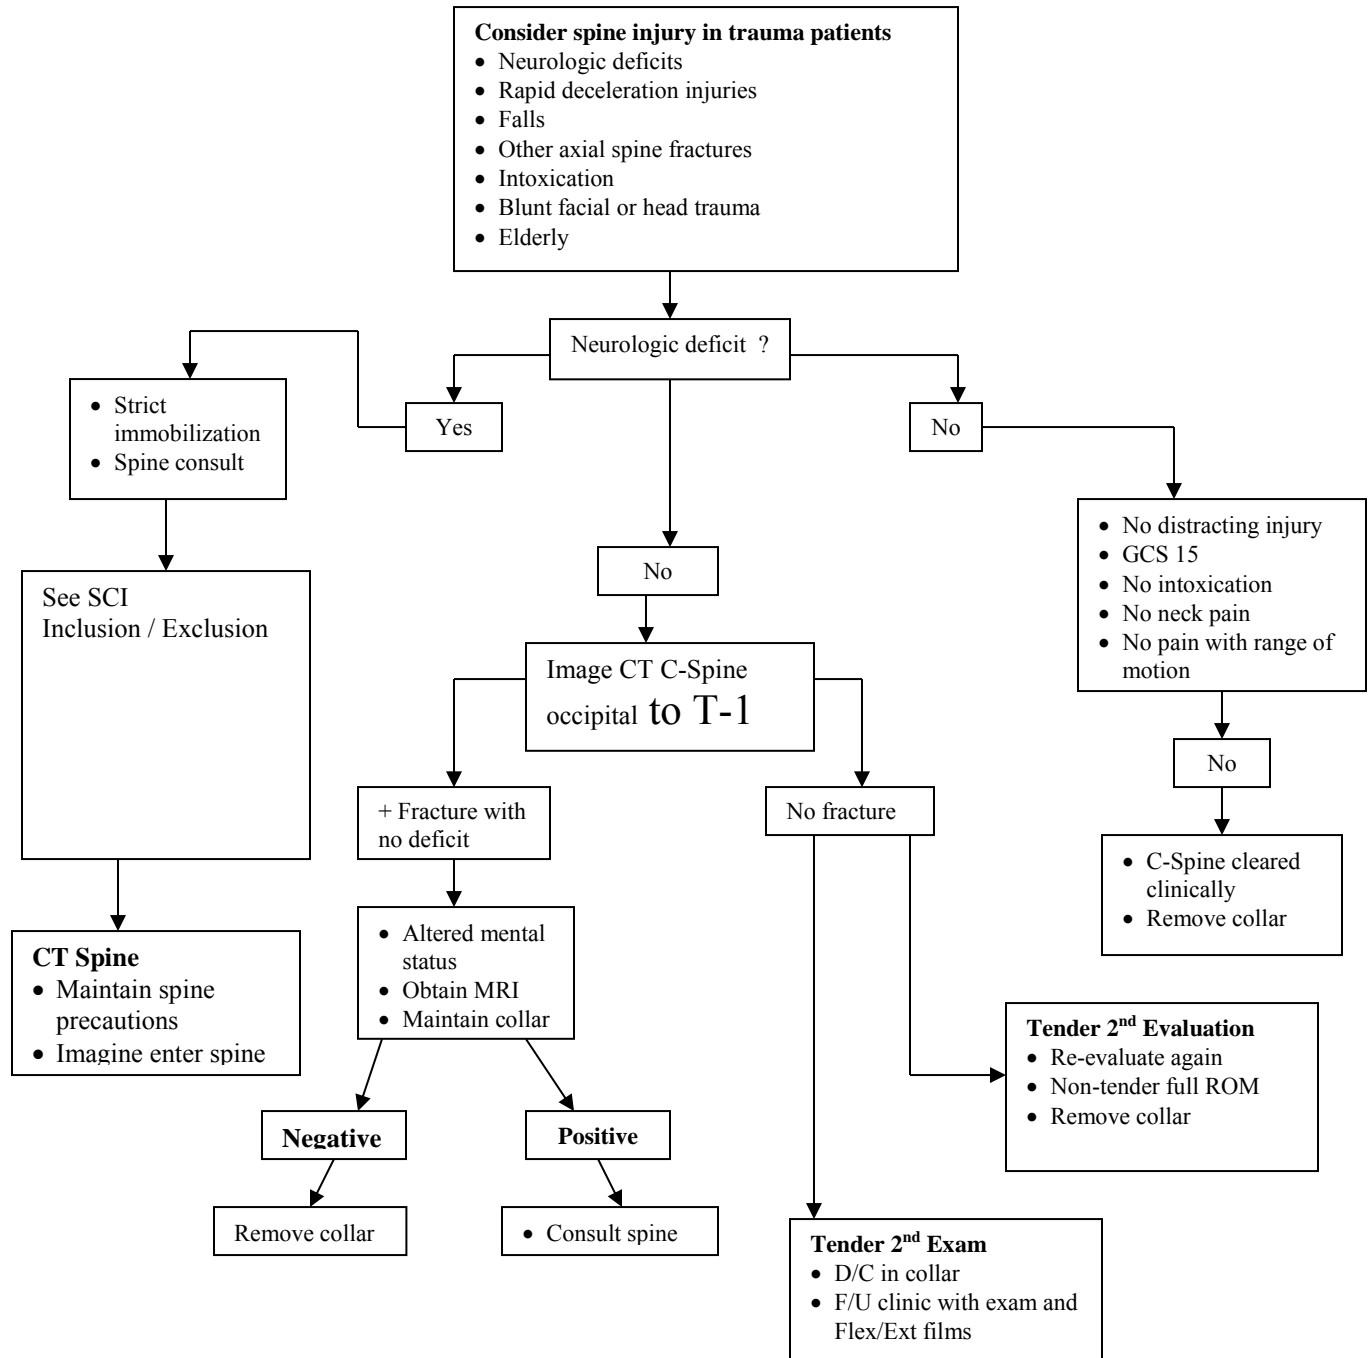 Consider spine injury in trauma patients
• Neurologic deficits
• Rapid deceleration injuries
• Falls
• Other axial spine fractures
• Intoxication
• Blunt facial or head trauma
• Elderly
Neurologic deficit ?
Yes
No
• Strict
immobilization
• Spine consult
No
• No distracting injury
• GCS 15
• No intoxication
• No neck pain
• No pain with range of
motion
See SCI
Inclusion / Exclusion
Image CT C-Spine
occipital to T-1
No
+ Fracture with
no deficit
No fracture
• C-Spine cleared
clinically
• Remove collar
• Altered mental
status
• Obtain MRI
• Maintain collar
CT Spine
• Maintain spine
precautions
• Imagine enter spine
Tender 2nd Evaluation
• Re-evaluate again
• Non-tender full ROM
• Remove collar
Negative
Positive
Remove collar
• Consult spine
Tender 2nd Exam
• D/C in collar
• F/U clinic with exam and
Flex/Ext films